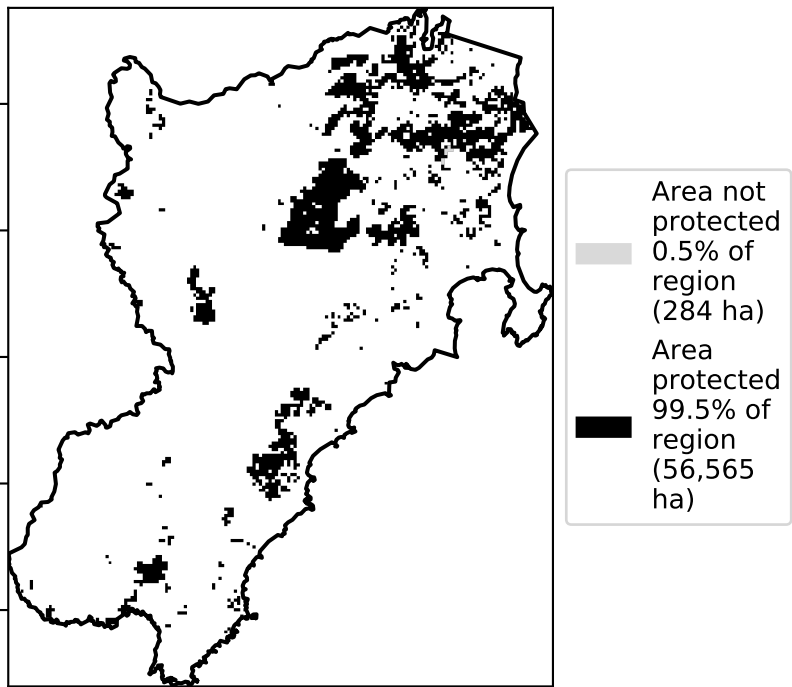 Area not
protected
0.5% of
region
(284 ha)
Area
protected
99.5% of
region
(56,565
ha)